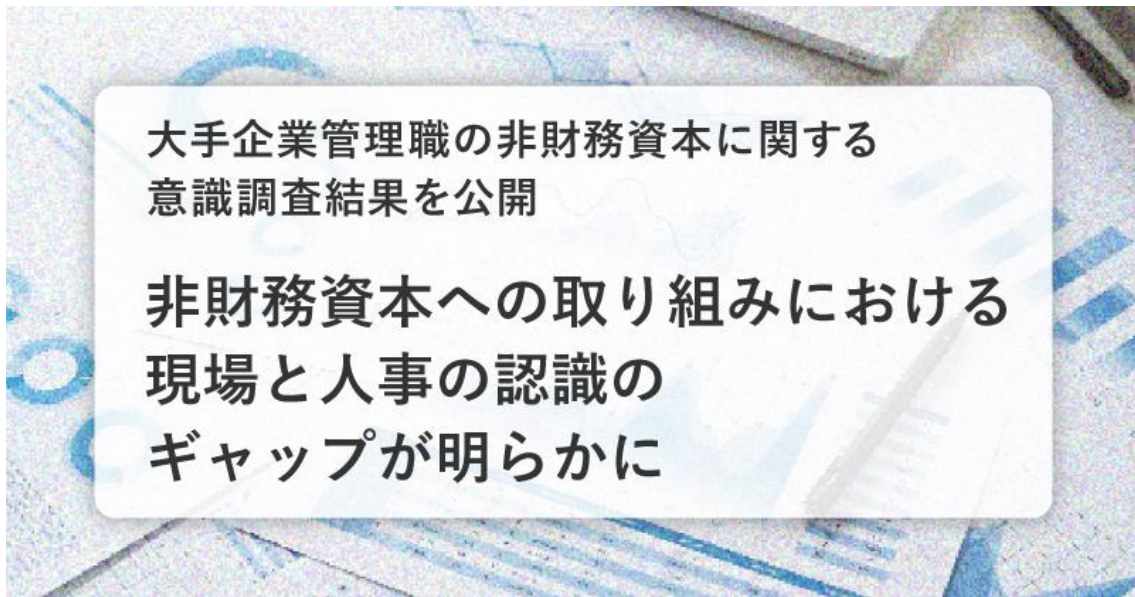 大手企業管理職の非財務資本に関する
意識調査結果を公開
非財務資本への取り組みにおける
現場と人事の認識の
ギャップが明らかに